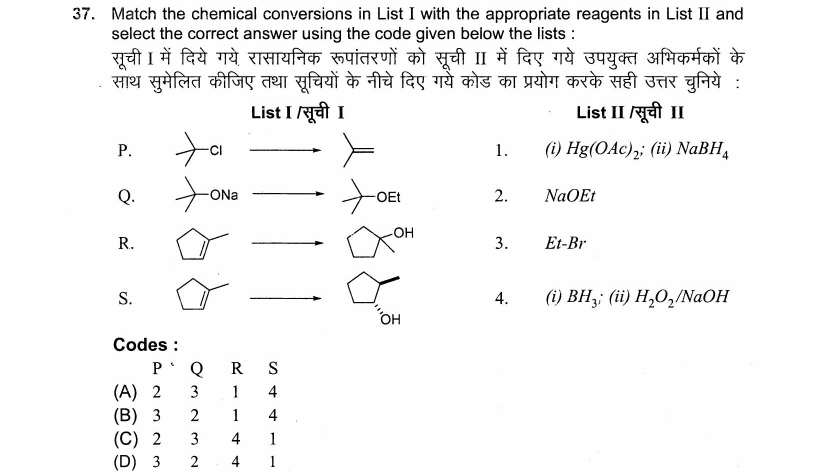 37. Match the chemical conversions in List I with the appropriate reagents in List II and
select the correct answer using the code given below the lists :
सूची I में दिये गये रासायनिक रूपांतरणों को सूची II में दिए गये उपयुक्त अभिकर्मकों के
साथ सुमेलित कीजिए तथा सूचियों के नीचे दिए गये कोड का प्रयोग करके सही उत्तर चुनिये :
List I /सूची I List II /सूची II
P. Cl 1. (i) Hg(OAc)₂; (ii) NaBH₄
Q. ONa OEt 2. NaOEt
R. OH 3. Et-Br
S. OH 4. (i) BH₃; (ii) H₂O₂/NaOH
Codes :
P Q R S
(A) 2 3 1 4
(B) 3 2 1 4
(C) 2 3 4 1
(D) 3 2 4 1